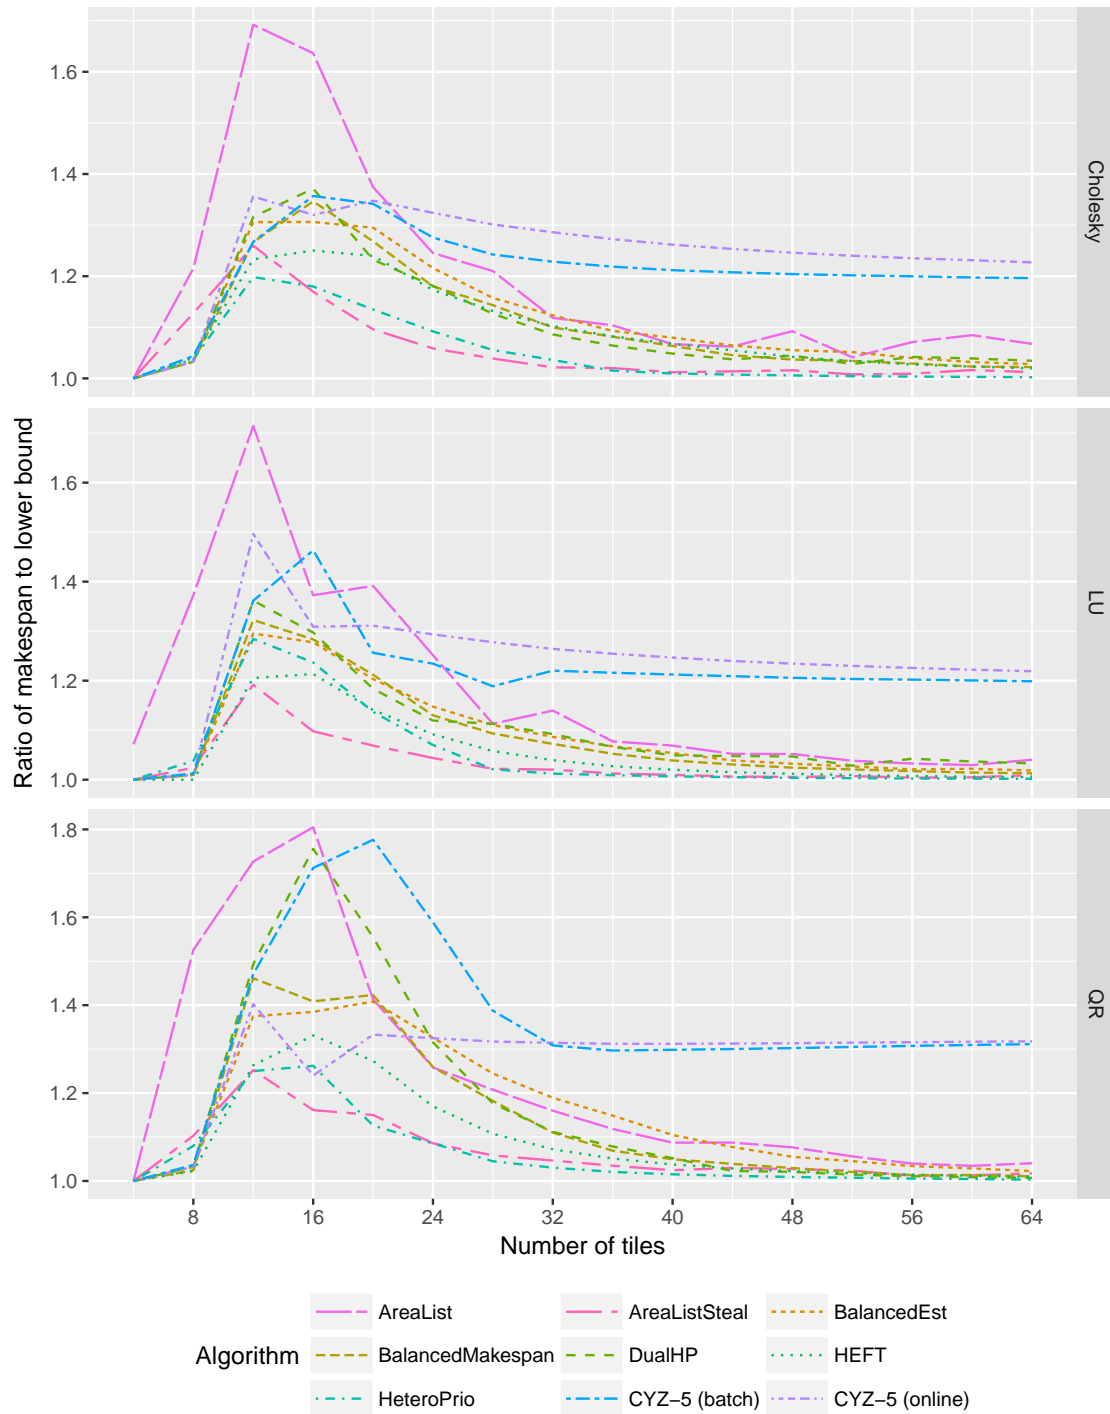 1.6
1.4
1.2
1.0
Cholesky
1.6
1.4
1.2
1.0
LU
Ratio of makespan to lower bound
1.8
1.6
1.4
1.2
1.0
QR
8 16 24 32 40 48 56 64
Number of tiles
Algorithm
AreaList AreaListSteal BalancedEst
BalancedMakespan DualHP HEFT
HeteroPrio CYZ−5 (batch) CYZ−5 (online)